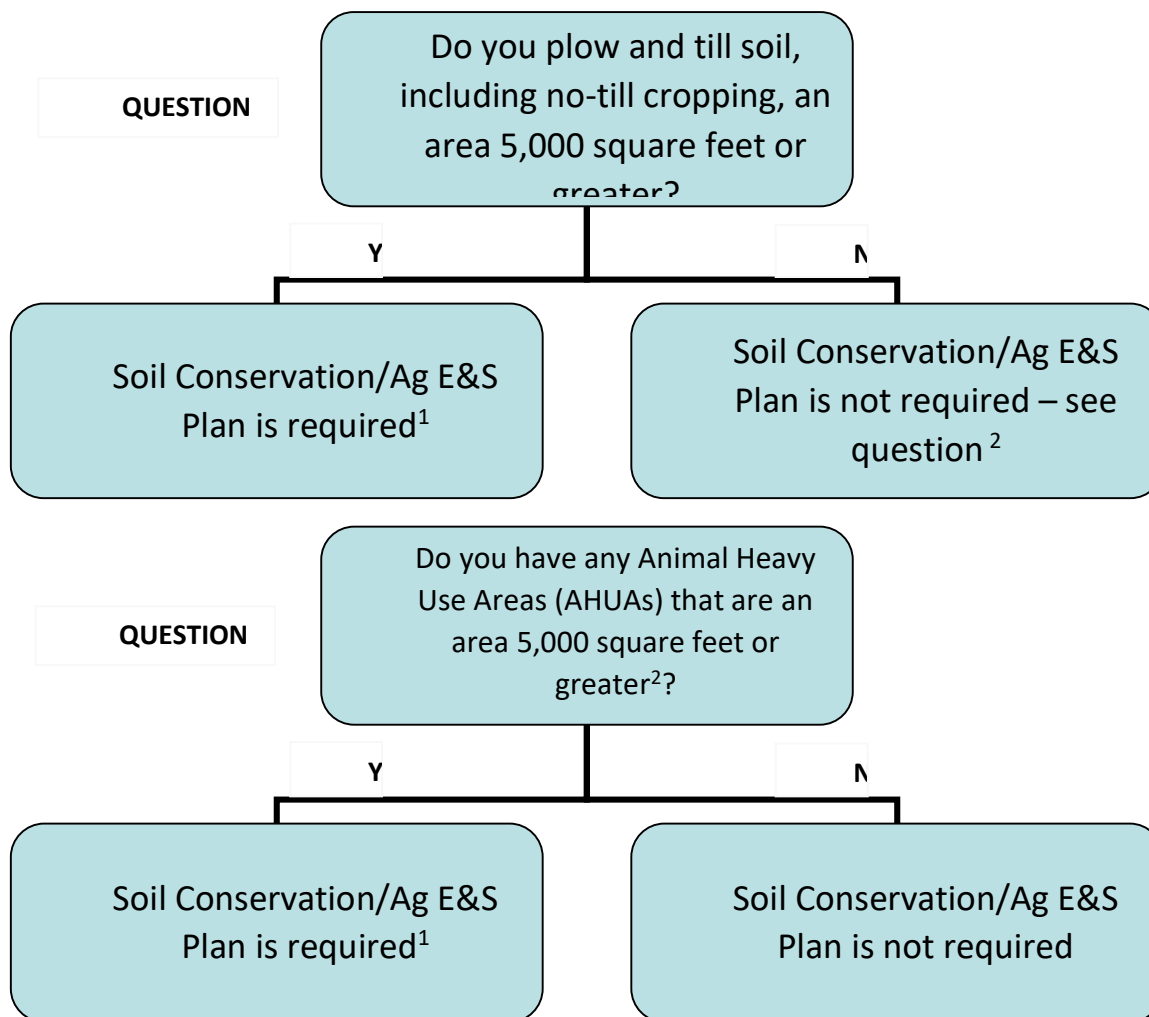 Do you plow and till soil,
including no-till cropping, an
area 5,000 square feet or
greater?
QUESTION
Y
N
Soil Conservation/Ag E&S
Plan is required¹
Soil Conservation/Ag E&S
Plan is not required – see
question ²
Do you have any Animal Heavy
Use Areas (AHUAs) that are an
area 5,000 square feet or
greater²?
QUESTION
Y
N
Soil Conservation/Ag E&S
Plan is required¹
Soil Conservation/Ag E&S
Plan is not required